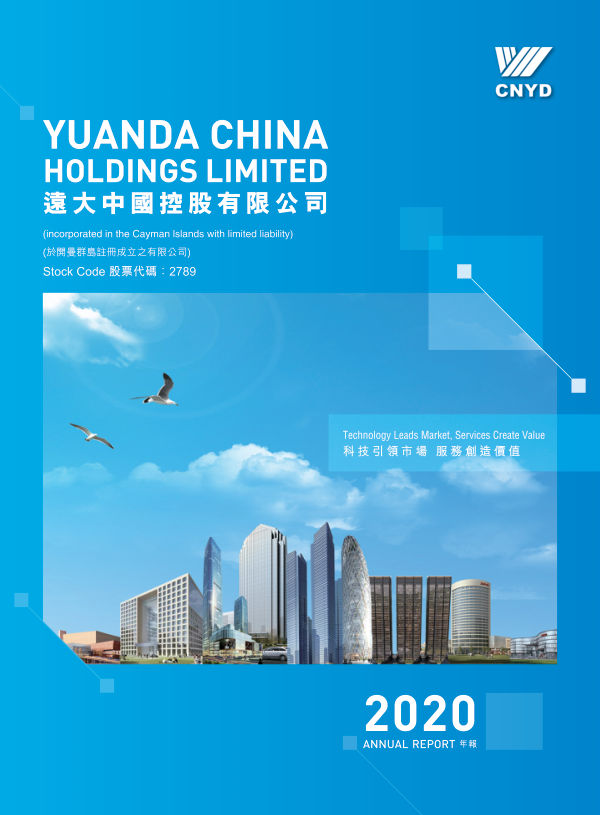 CNYD
YUANDA CHINA
HOLDINGS LIMITED
遠大中國控股有限公司
(incorporated in the Cayman Islands with limited liability)
(於開曼群島註冊成立之有限公司)
Stock Code 股票代碼：2789
Technology Leads Market, Services Create Value
科技引領市場 服務創造價值
2020
ANNUAL REPORT 年報